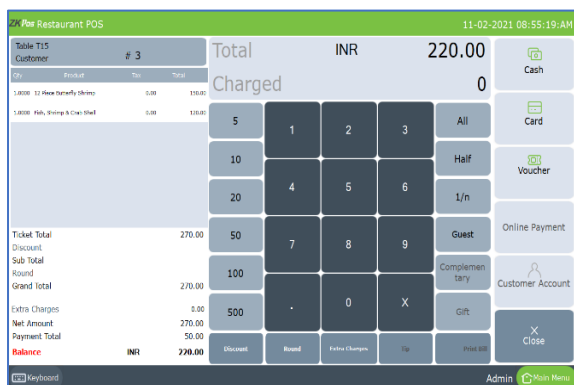 ZKPos Restaurant POS 11-02-2021 08:55:19AM
Table T15
Customer # 3
Qty Product Tax Total
1.0000 12 Piece Butterfly Shrimp 0.00 150.00
1.0000 Fish, Shrimp & Crab Shell 0.00 120.00
Ticket Total 270.00
Discount
Sub Total
Round
Grand Total 270.00
Extra Charges 0.00
Net Amount 270.00
Payment Total 50.00
Balance INR 220.00
Total INR 220.00
Charged 0
5 1 2 3 All
10 Half
20 4 5 6 1/n
50 7 8 9 Guest
100 Complemen
tary
500 . 0 X Gift
Discount Round Extra Charges Tip Print Bill
Cash
Card
Voucher
Online Payment
Customer Account
X
Close
Keyboard Admin Main Menu